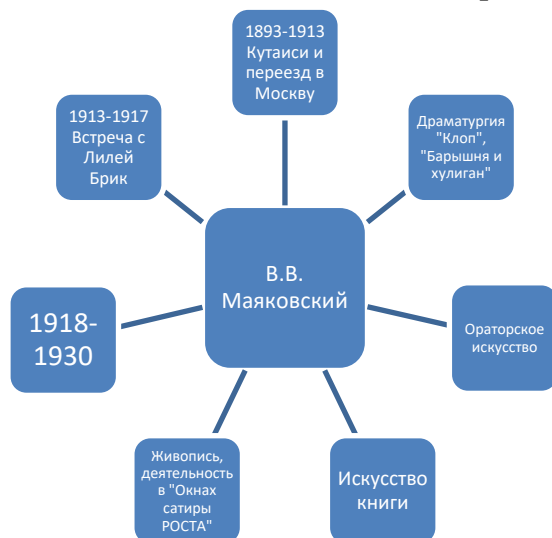 1893-1913
Кутаиси и
переезд в
Москву
Драматургия
"Клоп",
"Барышня и
хулиган"
Ораторское
искусство
Искусство
книги
Живопись,
деятельность
в "Окнах
сатиры
РОСТА"
1918-
1930
1913-1917
Встреча с
Лилей
Брик
В.В.
Маяковский